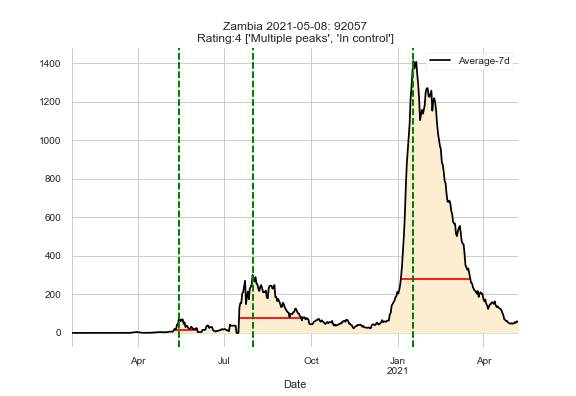 Zambia 2021-05-08: 92057
Rating:4 ['Multiple peaks', 'In control']
Average-7d
1400
1200
1000
800
600
400
200
0
Apr Jul Oct Jan Apr
2021
Date